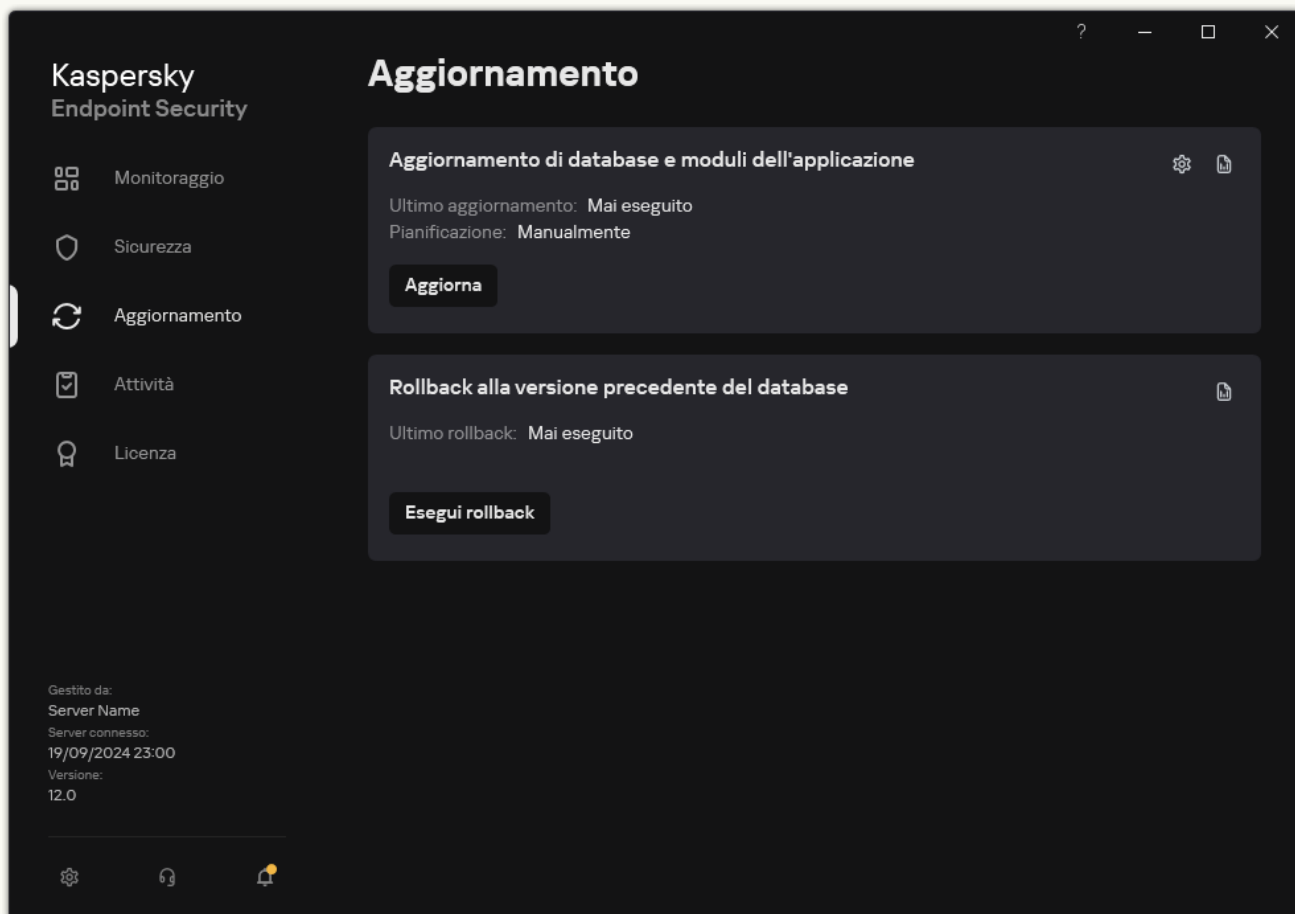 ?
Kaspersky
Endpoint Security
Monitoraggio
Sicurezza
Aggiornamento
Attività
Licenza
Gestito da:
Server Name
Server connesso:
19/09/2024 23:00
Versione:
12.0
Aggiornamento
Aggiornamento di database e moduli dell'applicazione
Ultimo aggiornamento: Mai eseguito
Pianificazione: Manualmente
Aggiorna
Rollback alla versione precedente del database
Ultimo rollback: Mai eseguito
Esegui rollback